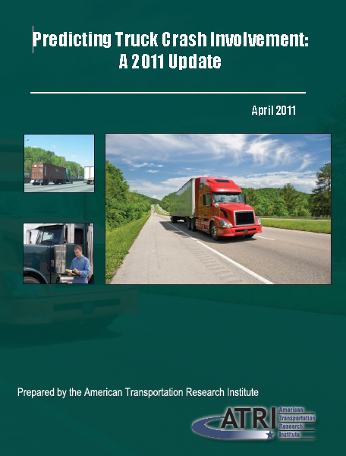 Predicting Truck Crash Involvement:
A 2011 Update
April 2011
Prepared by the American Transportation Research Institute
ATRI
American
Transportation
Research
Institute